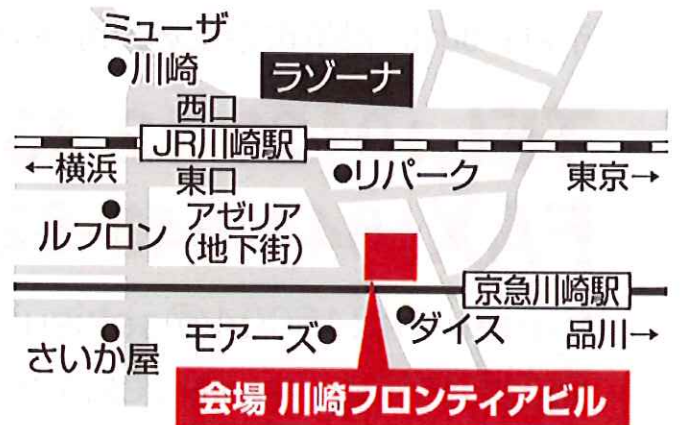 ミューザ
川崎
ラゾーナ
西口
JR川崎駅
←横浜
東口
リパーク
東京→
ルフロン
アゼリア
(地下街)
京急川崎駅
さいか屋
モアーズ
ダイス
品川→
会場 川崎フロンティアビル